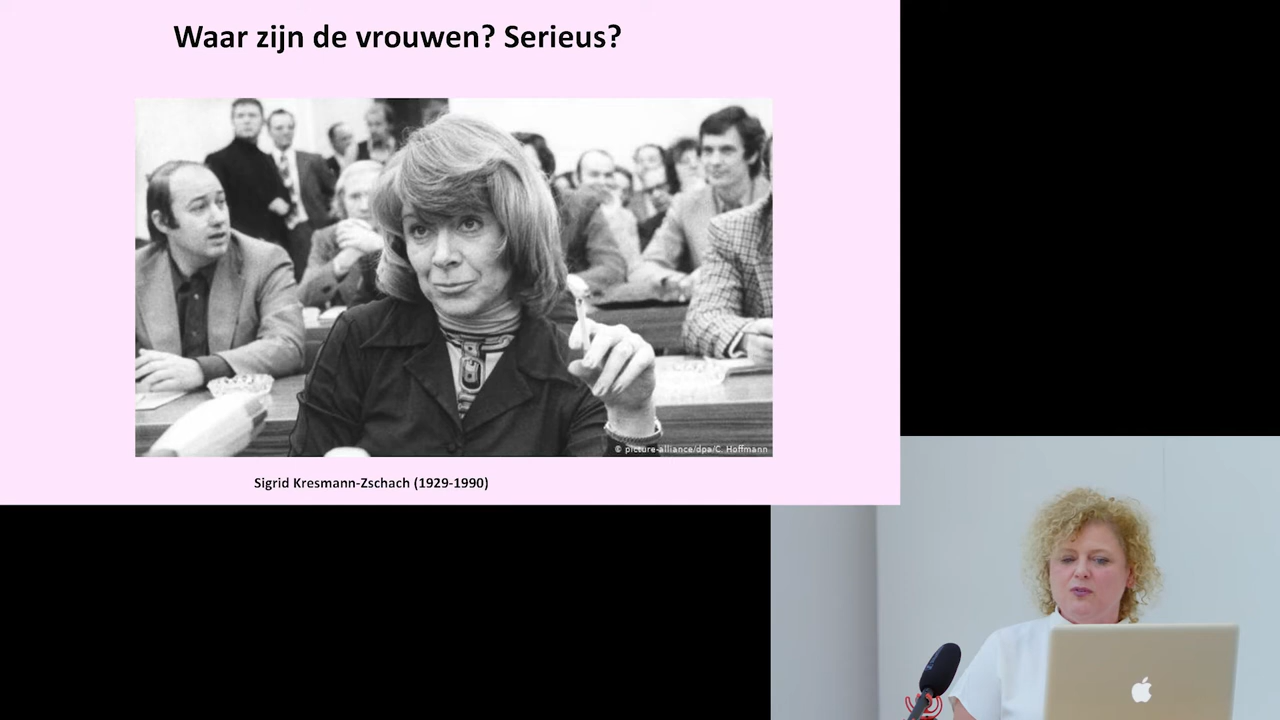 Waar zijn de vrouwen? Serieus?
© picture-alliance/dpa/C. Hoffmann
Sigrid Kresmann-Zschach (1929-1990)